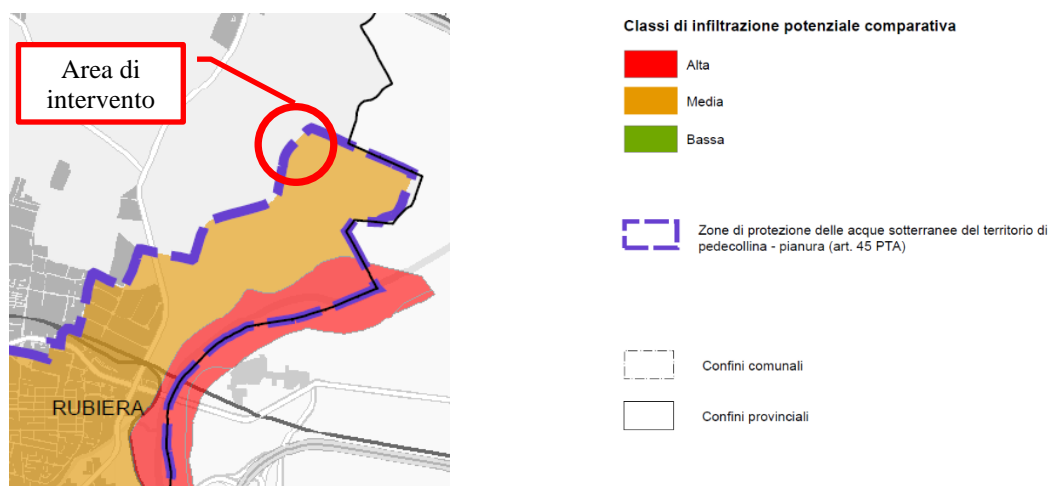 Area di
intervento
RUBIERA
Classi di infiltrazione potenziale comparativa
Alta
Media
Bassa
Zone di protezione delle acque sotterranee del territorio di
pedecollina - pianura (art. 45 PTA)
Confini comunali
Confini provinciali